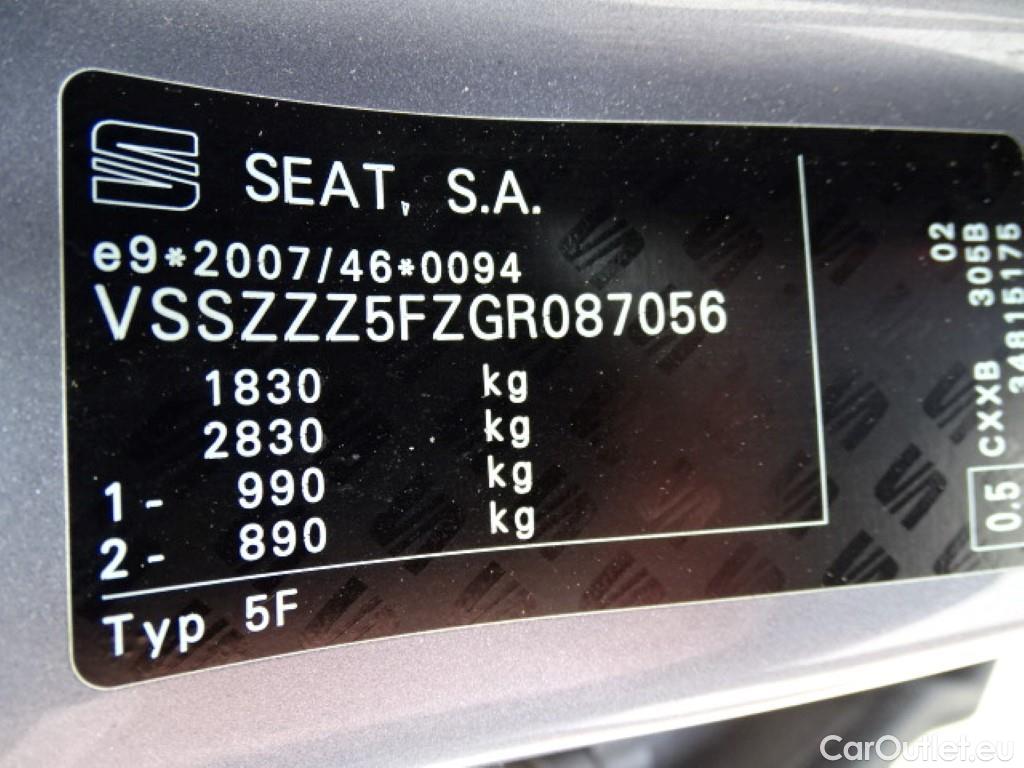 SEAT, S.A.
e9*2007/46*0094
VSSZZZ5FZGR087056
1830 kg
2830 kg
1- 990 kg
2- 890 kg
Typ 5F
02
CXXB 305B
34815175
0.5
CarOutlet.eu